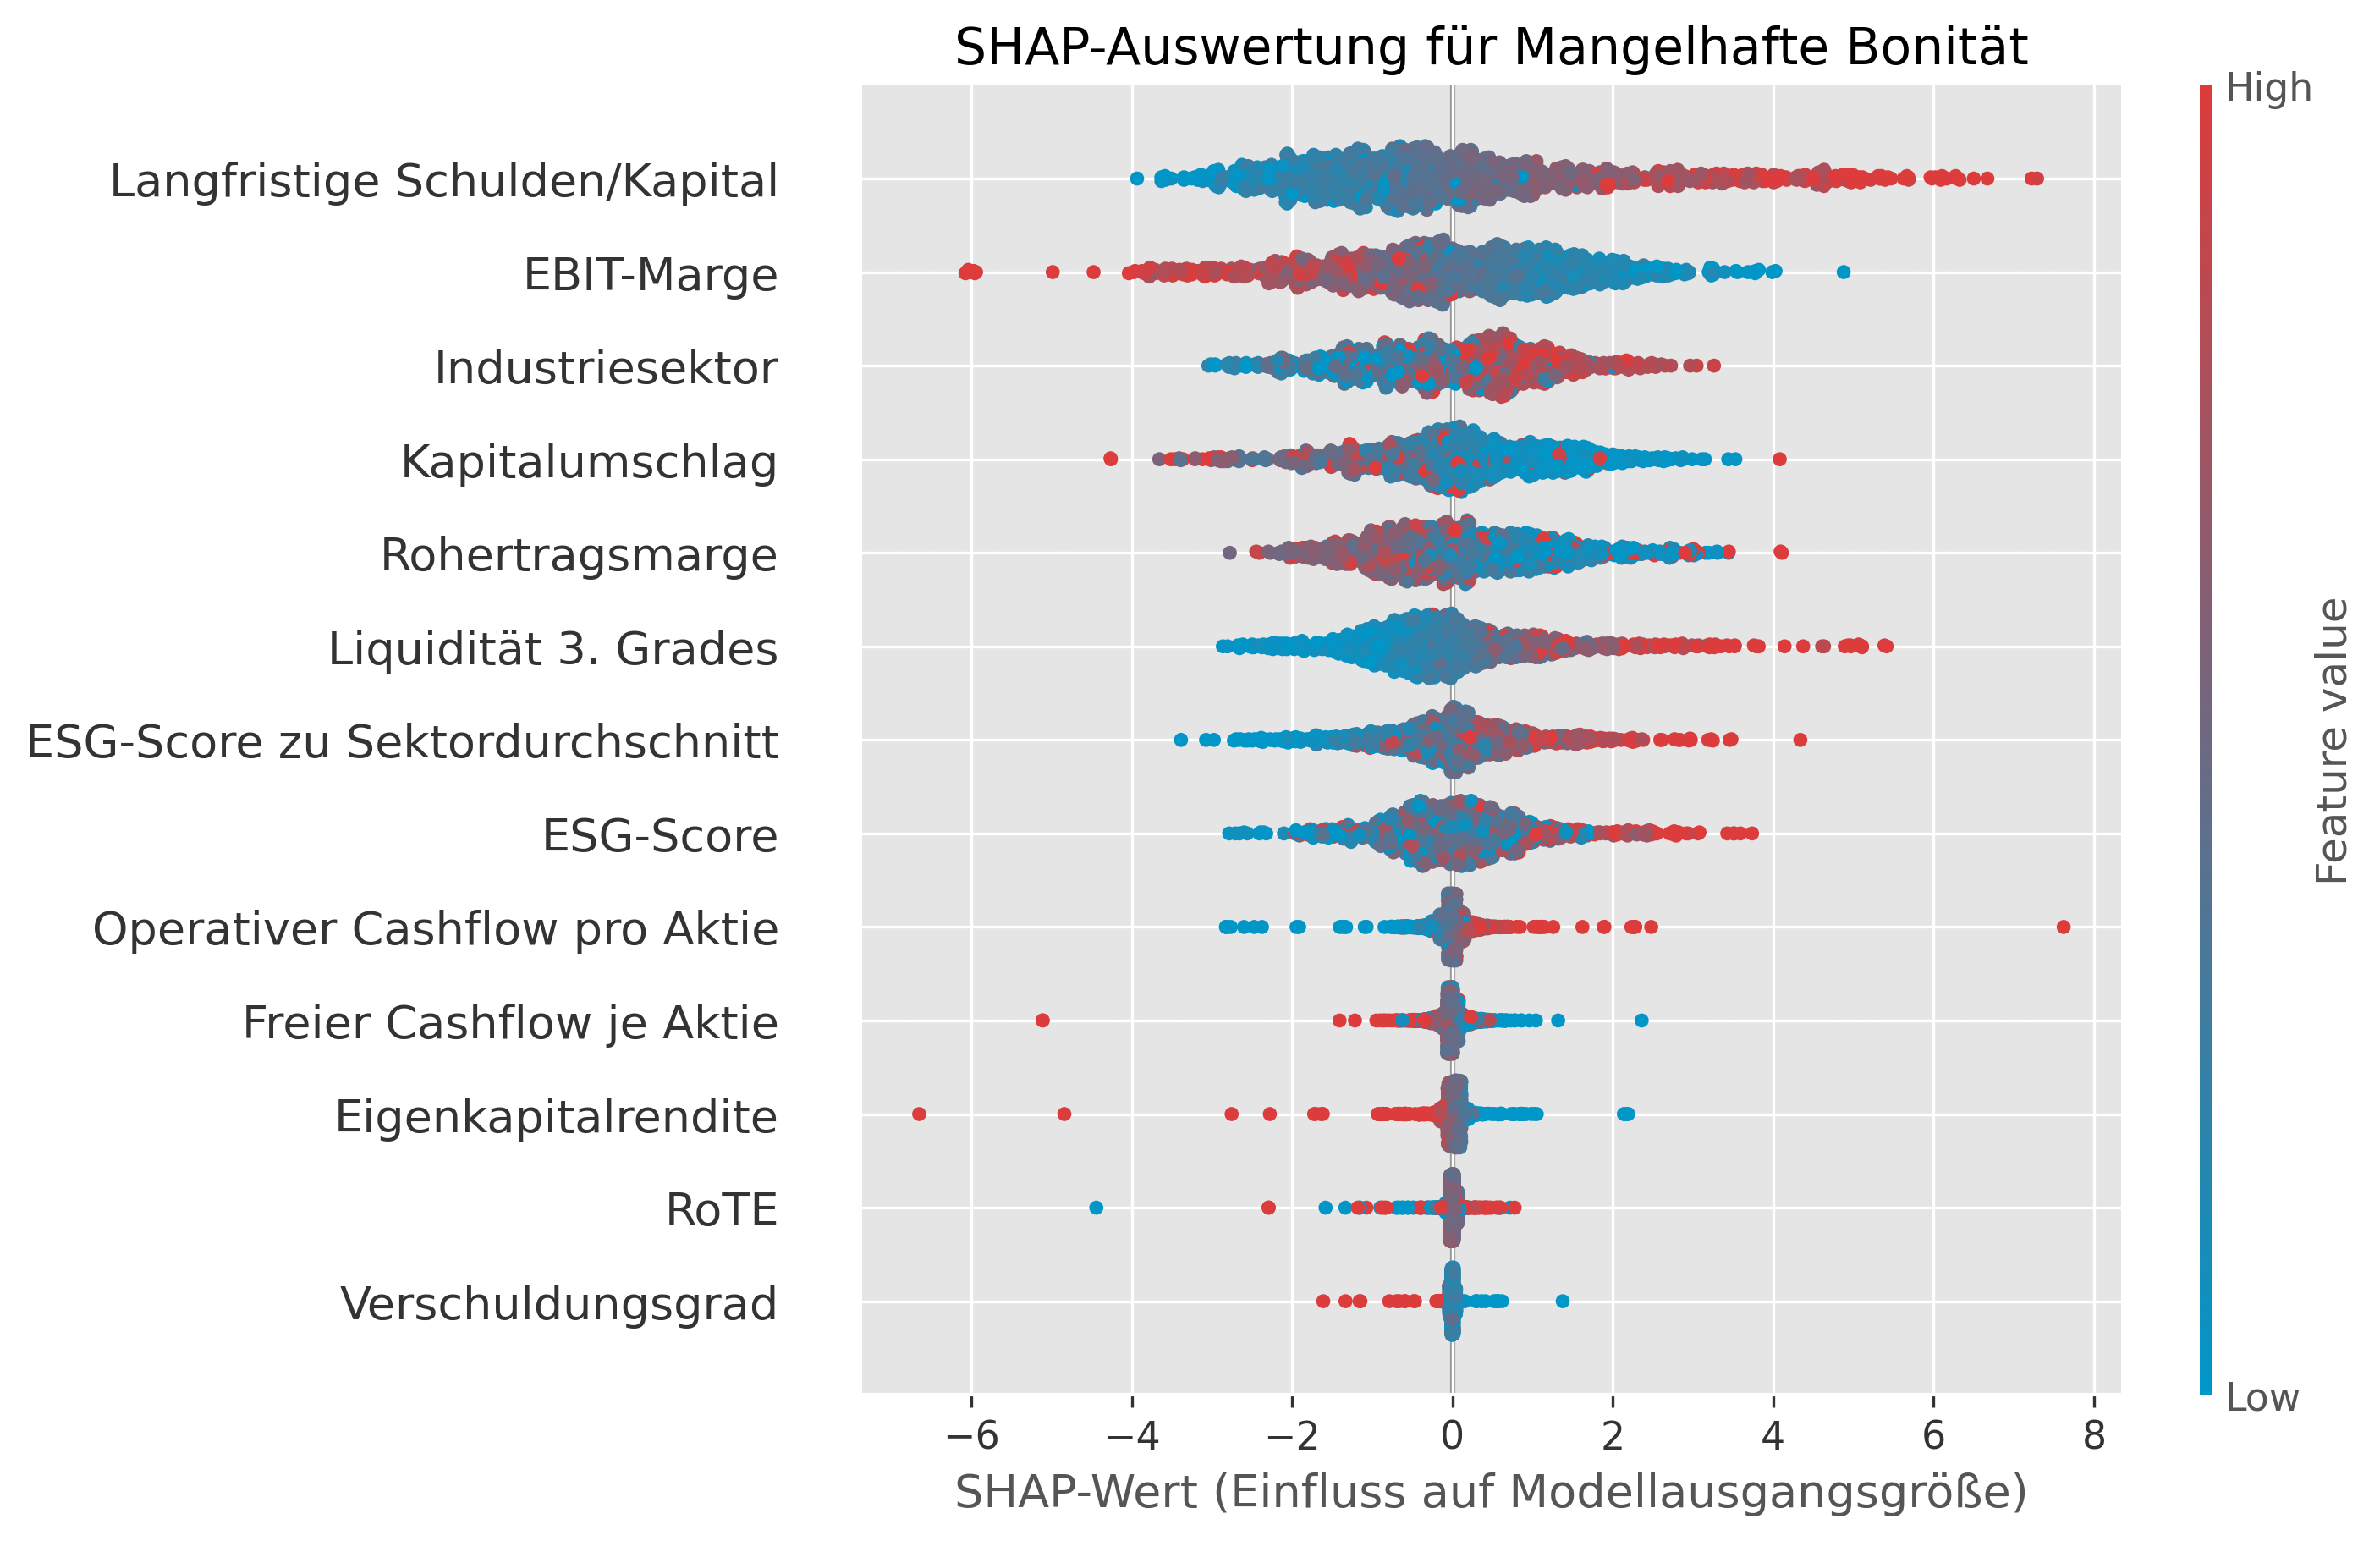 SHAP-Auswertung für Mangelhafte Bonität
High
Langfristige Schulden/Kapital
EBIT-Marge
Industriesektor
Kapitalumschlag
Rohertragsmarge
Liquidität 3. Grades
ESG-Score zu Sektordurchschnitt
ESG-Score
Operativer Cashflow pro Aktie
Freier Cashflow je Aktie
Eigenkapitalrendite
RoTE
Verschuldungsgrad
Feature value
Low
−6 −4 −2 0 2 4 6 8
SHAP-Wert (Einfluss auf Modellausgangsgröße)